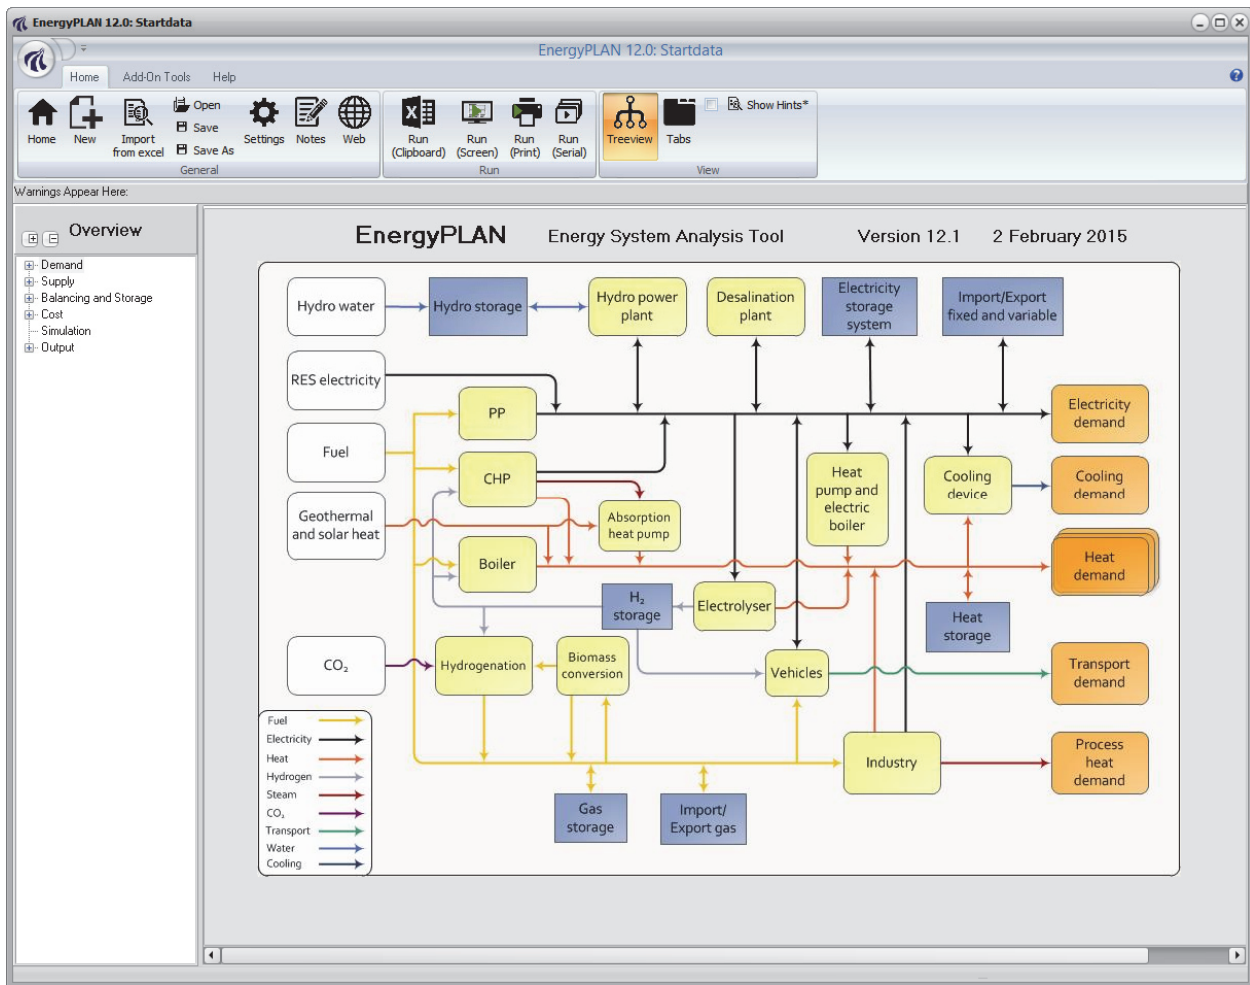 EnergyPLAN 12.0: Startdata
EnergyPLAN 12.0: Startdata
Home Add-On Tools Help
Home
New
Import
from excel
Open
Save
Save As
Settings
Notes
Web
General
Run
(Clipboard)
Run
(Screen)
Run
(Print)
Run
(Serial)
Run
Treeview
Tabs
Show Hints*
View
Warnings Appear Here:
Overview
Demand
Supply
Balancing and Storage
Cost
Simulation
Output
EnergyPLAN Energy System Analysis Tool Version 12.1 2 February 2015
Hydro water
Hydro storage
Hydro power
plant
Desalination
plant
Electricity
storage
system
Import/Export
fixed and variable
RES electricity
PP
Electricity
demand
Fuel
CHP
Heat
pump and
electric
boiler
Cooling
device
Cooling
demand
Geothermal
and solar heat
Absorption
heat pump
Boiler
Heat
demand
H₂
storage
Electrolyser
Heat
storage
CO₂
Hydrogenation
Biomass
conversion
Vehicles
Transport
demand
Industry
Process
heat
demand
Gas
storage
Import/
Export gas
Fuel
Electricity
Heat
Hydrogen
Steam
CO₂
Transport
Water
Cooling